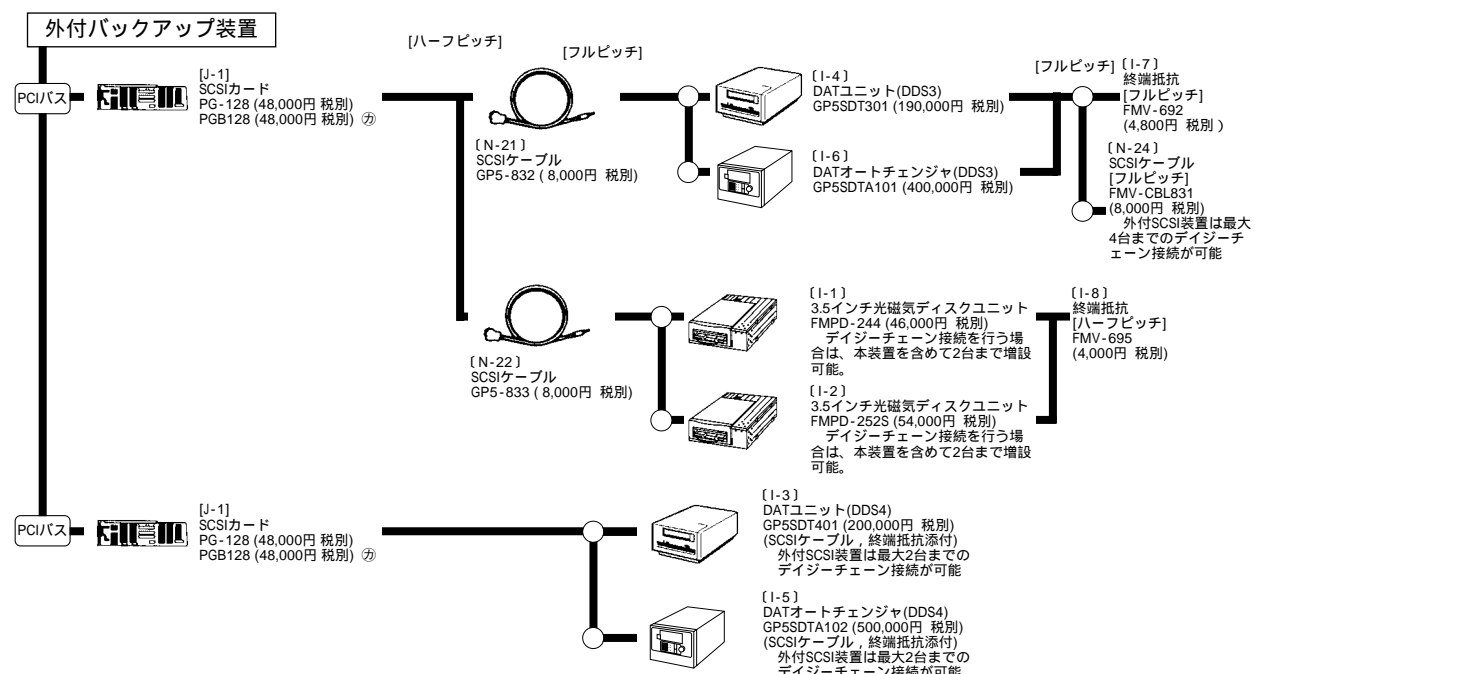 外付バックアップ装置
[ハーフピッチ]
[フルピッチ]
PCIバス
[J-1]
SCSIカード
PG-128 (48,000円 税別)
PGB128 (48,000円 税別) ㋕
〔N-21〕
SCSIケーブル
GP5-832 ( 8,000円 税別)
〔I-4〕
DATユニット(DDS3)
GP5SDT301 (190,000円 税別)
〔I-6〕
DATオートチェンジャ(DDS3)
GP5SDTA101 (400,000円 税別)
[フルピッチ]
〔I-7〕
終端抵抗
[フルピッチ]
FMV-692
(4,800円 税別 )
〔N-24〕
SCSIケーブル
[フルピッチ]
FMV-CBL831
(8,000円 税別)
外付SCSI装置は最大
4台までのデイジーチ
ェーン接続が可能
〔N-22〕
SCSIケーブル
GP5-833 ( 8,000円 税別)
〔I-1〕
3.5インチ光磁気ディスクユニット
FMPD-244 (46,000円 税別)
デイジーチェーン接続を行う場
合は、本装置を含めて2台まで増設
可能。
〔I-2〕
3.5インチ光磁気ディスクユニット
FMPD-252S (54,000円 税別)
デイジーチェーン接続を行う場
合は、本装置を含めて2台まで増設
可能。
〔I-8〕
終端抵抗
[ハーフピッチ]
FMV-695
(4,000円 税別)
PCIバス
[J-1]
SCSIカード
PG-128 (48,000円 税別)
PGB128 (48,000円 税別) ㋕
〔I-3〕
DATユニット(DDS4)
GP5SDT401 (200,000円 税別)
(SCSIケーブル , 終端抵抗添付)
外付SCSI装置は最大2台までの
デイジーチェーン接続が可能
〔I-5〕
DATオートチェンジャ(DDS4)
GP5SDTA102 (500,000円 税別)
(SCSIケーブル , 終端抵抗添付)
外付SCSI装置は最大2台までの
デイジーチェーン接続が可能